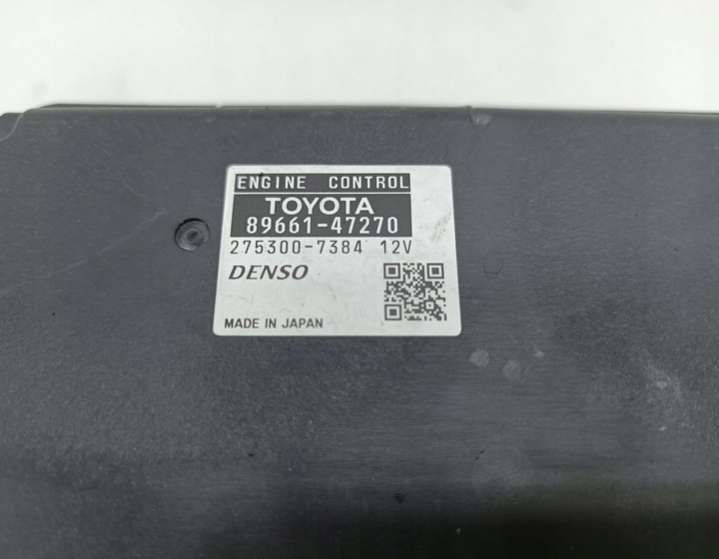 ENGINE CONTROL
TOYOTA
89661-47270
275300-7384 12V
DENSO
MADE IN JAPAN